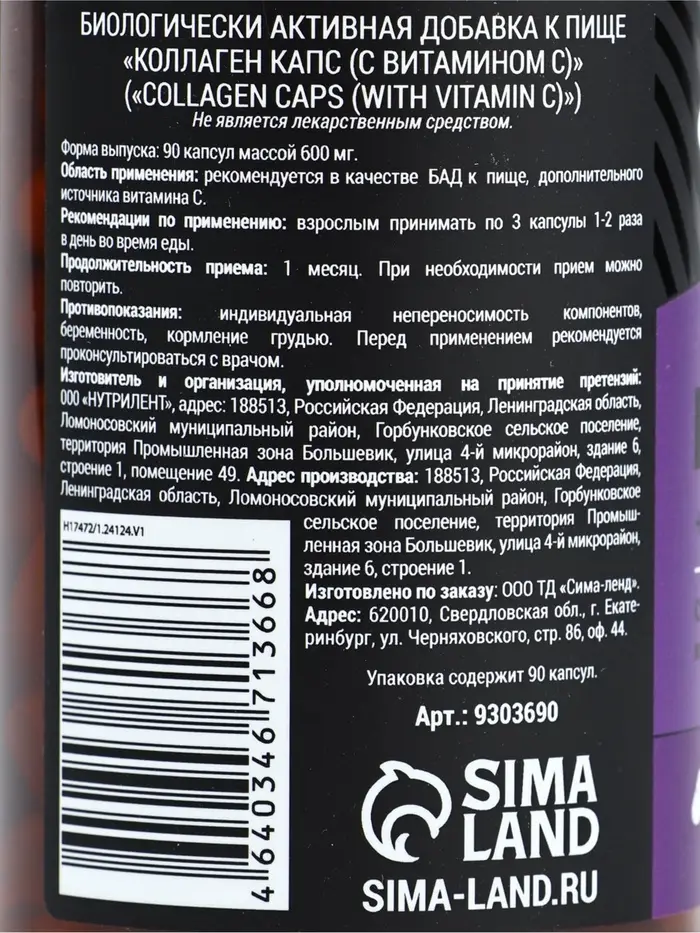 БИОЛОГИЧЕСКИ АКТИВНАЯ ДОБАВКА К ПИЩЕ
«КОЛЛАГЕН КАПС (С ВИТАМИНОМ С)»
(«COLLAGEN CAPS (WITH VITAMIN C)»)
Не является лекарственным средством.
Форма выпуска: 90 капсул массой 600 мг.
Область применения: рекомендуется в качестве БАД к пище, дополнительного
источника витамина С.
Рекомендации по применению: взрослым принимать по 3 капсулы 1-2 раза
в день во время еды.
Продолжительность приема: 1 месяц. При необходимости прием можно
повторить.
Противопоказания: индивидуальная непереносимость компонентов,
беременность, кормление грудью. Перед применением рекомендуется
проконсультироваться с врачом.
Изготовитель и организация, уполномоченная на принятие претензий:
ООО «НУТРИЛЕНТ», адрес: 188513, Российская Федерация, Ленинградская область,
Ломоносовский муниципальный район, Горбунковское сельское поселение,
территория Промышленная зона Большевик, улица 4-й микрорайон, здание 6,
строение 1, помещение 49. Адрес производства: 188513, Российская Федерация,
Ленинградская область, Ломоносовский муниципальный район, Горбунковское
сельское поселение, территория Промыш-
ленная зона Большевик, улица 4-й микрорайон,
здание 6, строение 1.
Изготовлено по заказу: ООО ТД «Сима-ленд».
Адрес: 620010, Свердловская обл., г. Екате-
ринбург, ул. Черняховского, стр. 86, оф. 44.
Упаковка содержит 90 капсул.
Арт.: 9303690
H17472/1.24124.V1
4 640346 713668
SIMA
LAND
SIMA-LAND.RU